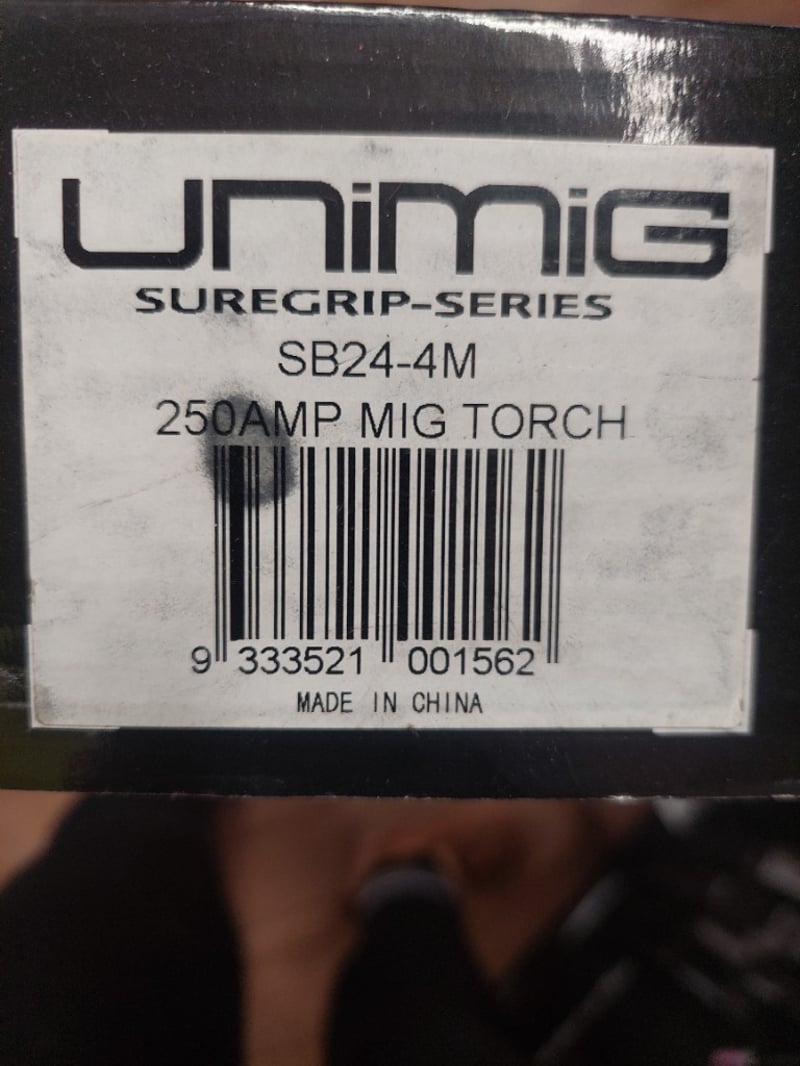 UNIMIG
SUREGRIP-SERIES
SB24-4M
250AMP MIG TORCH
9 333521 001562
MADE IN CHINA